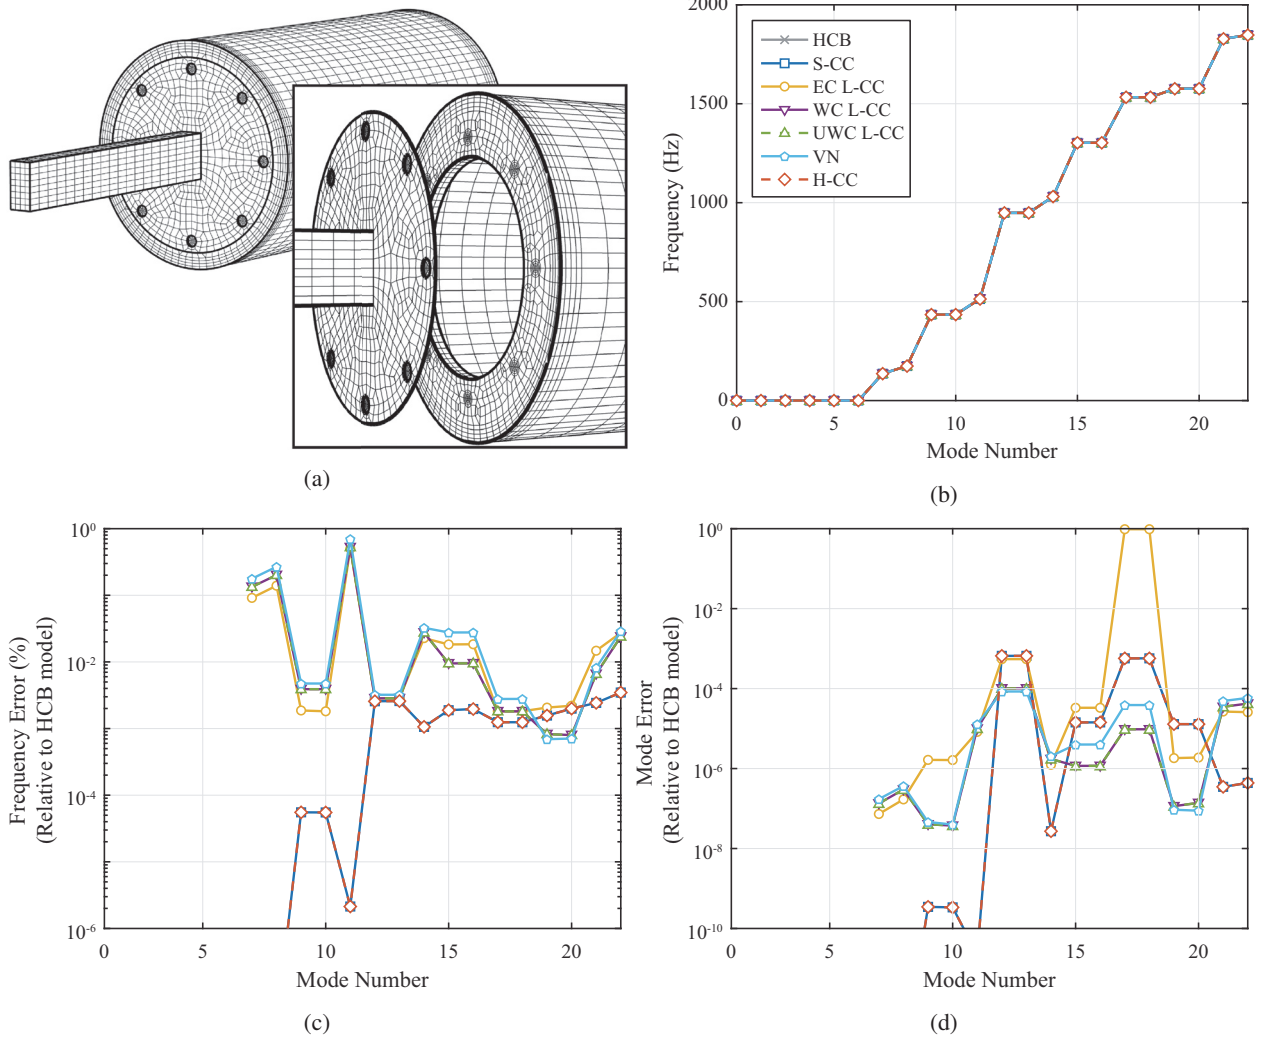 (a)
2000
1500
1000
500
0
Frequency (Hz)
HCB
S-CC
EC L-CC
WC L-CC
UWC L-CC
VN
H-CC
0 5 10 15 20
Mode Number
(b)
10^0
10^-2
10^-4
10^-6
Frequency Error (%)
(Relative to HCB model)
0 5 10 15 20
Mode Number
(c)
10^0
10^-2
10^-4
10^-6
10^-8
10^-10
Mode Error
(Relative to HCB model)
0 5 10 15 20
Mode Number
(d)